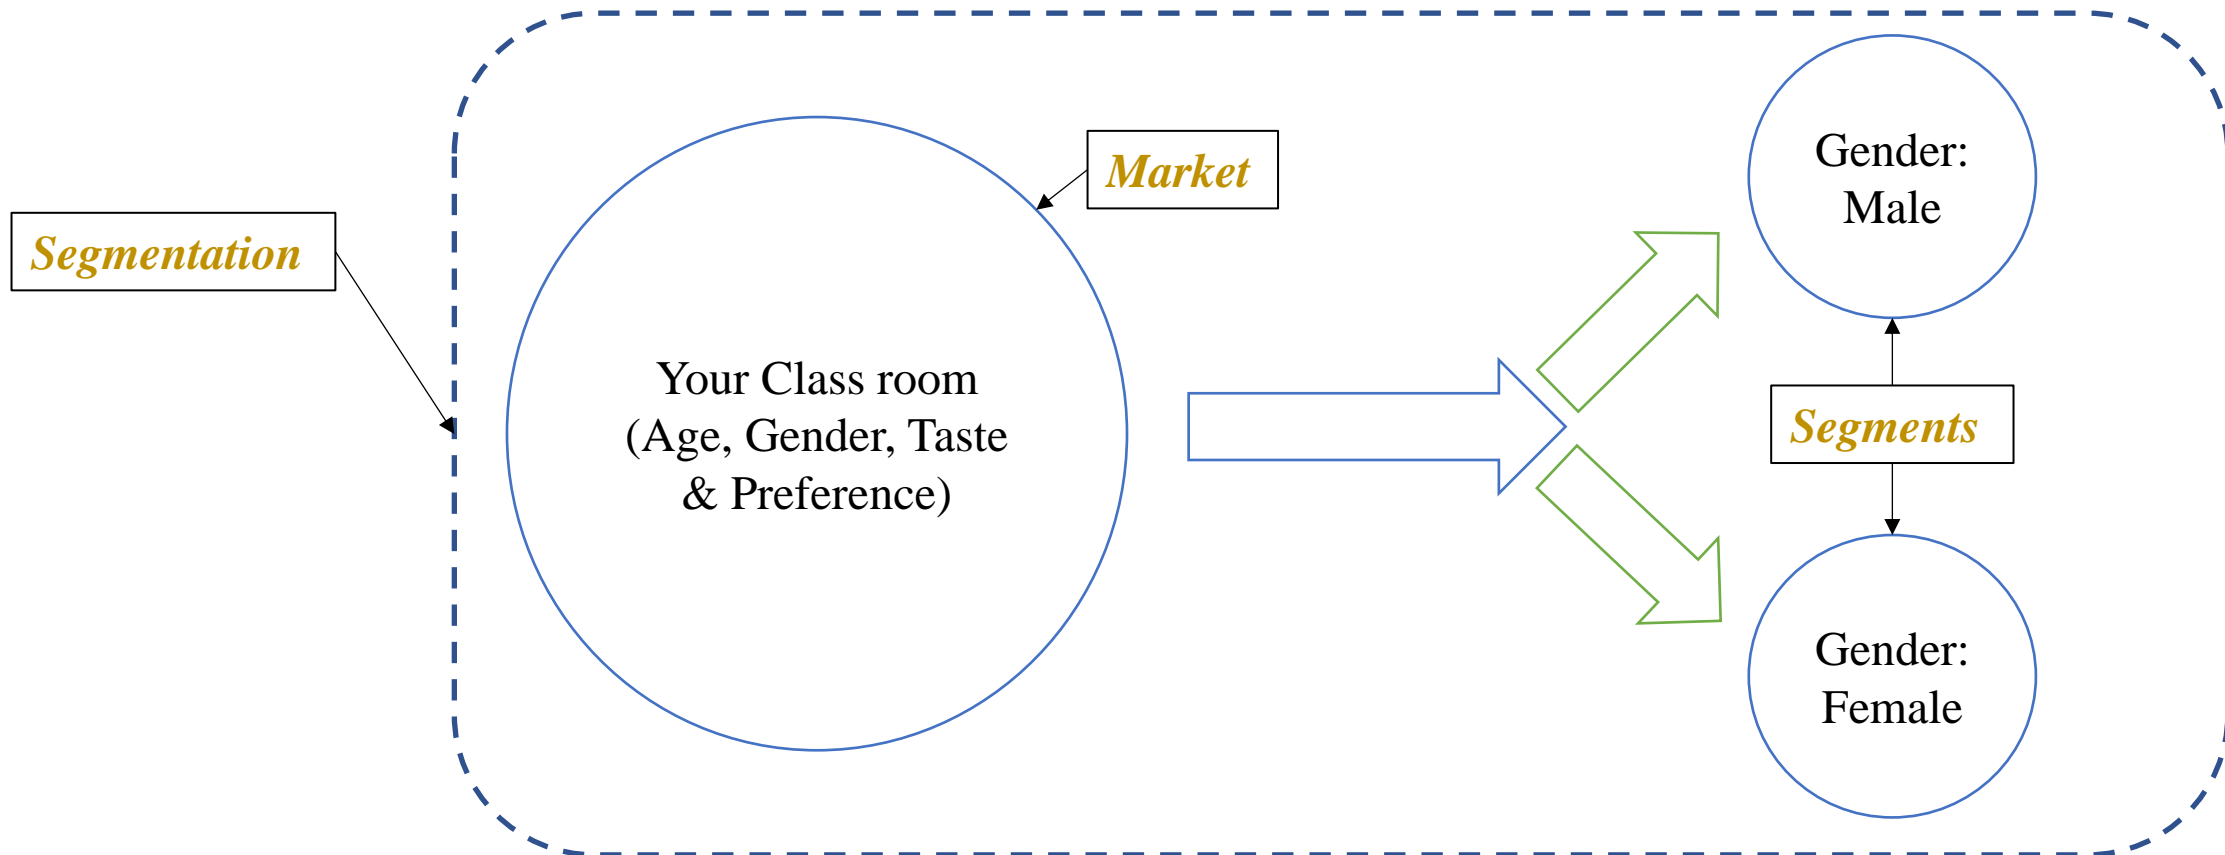 Segmentation
Market
Your Class room
(Age, Gender, Taste
& Preference)
Gender:
Male
Segments
Gender:
Female